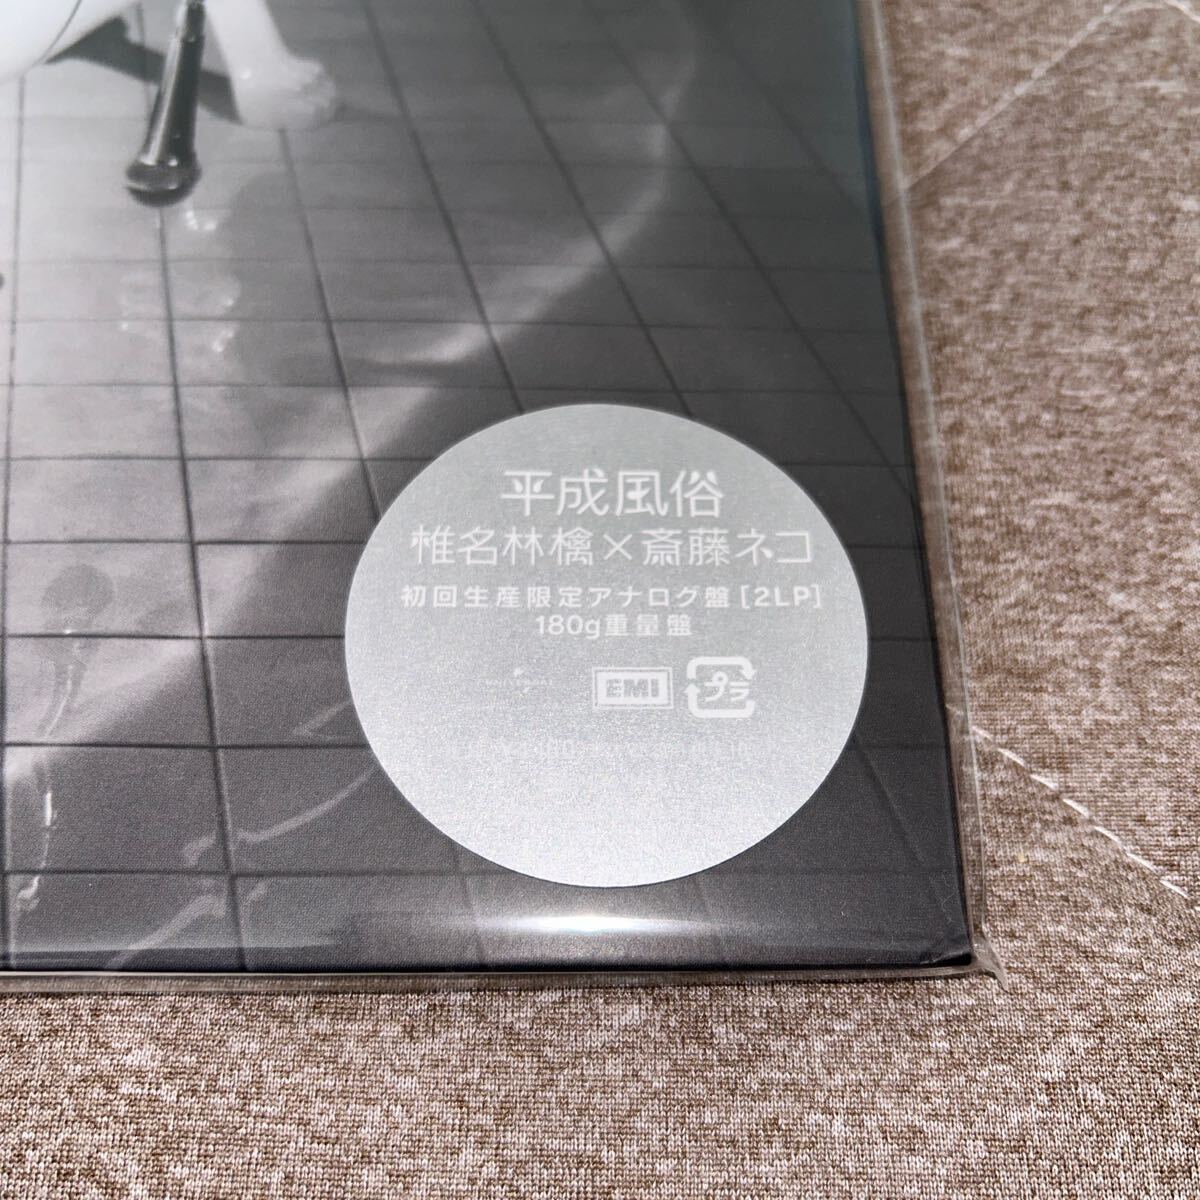 平成風俗
椎名林檎×斎藤ネコ
初回生産限定アナログ盤[2LP]
180g重量盤
EMI プラ